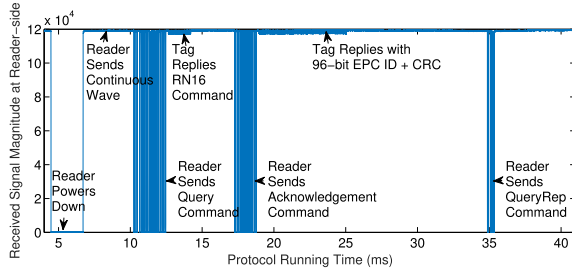 × 10⁴
12
10
8
6
4
2
0
Received Signal Magnitude at Reader-side
Reader
Sends
Continuous
Wave
Tag
Replies
RN16
Command
Tag Replies with
96-bit EPC ID + CRC
Reader
Powers
Down
Reader
Sends
Query
Command
Reader
Sends
Acknowledgement
Command
Reader
Sends
QueryRep
Command
5 10 15 20 25 30 35 40
Protocol Running Time (ms)